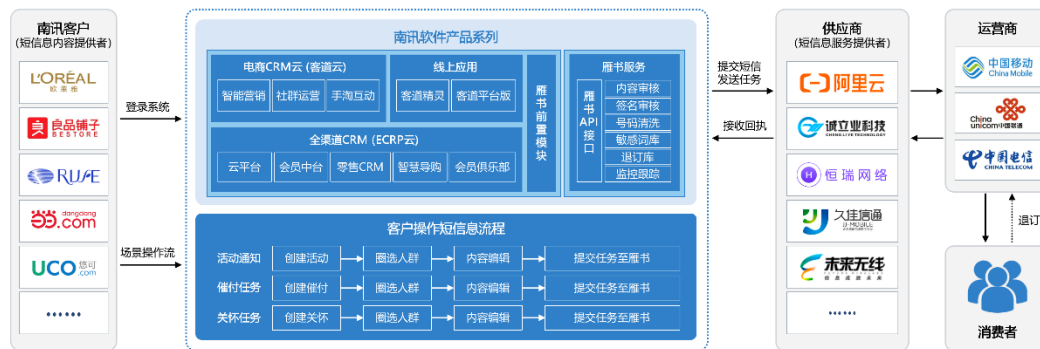 南讯客户
(短信息内容提供者)
L'ORÉAL
欧莱雅
良品铺子
BESTORE
dangdang
.com
UCO 悠可
.com
……
登录系统
场景操作流
南讯软件产品系列
电商CRM云 (客道云)
智能营销
社群运营
手淘互动
线上应用
客道精灵
客道平台版
全渠道CRM (ECRP云)
云平台
会员中台
零售CRM
智慧导购
会员俱乐部
雁书前置模块
雁书服务
雁书API接口
内容审核
签名审核
号码清洗
敏感词库
退订库
监控跟踪
客户操作短信息流程
活动通知
创建活动
圈选人群
内容编辑
提交任务至雁书
催付任务
创建催付
圈选人群
内容编辑
提交任务至雁书
关怀任务
创建关怀
圈选人群
内容编辑
提交任务至雁书
提交短信
发送任务
接收回执
供应商
(短信息服务提供者)
阿里云
诚立业科技
CHENG LIVE TECHNOLOGY
恒瑞网络
久佳信通
U-MOBILE
未来无线
……
运营商
中国移动
China Mobile
China
unicom中国联通
中国电信
CHINA TELECOM
退订
消费者